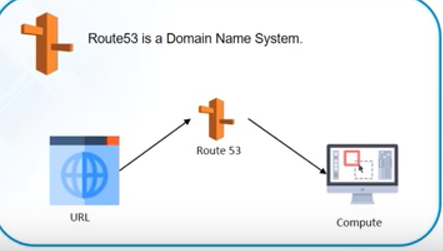 Route53 is a Domain Name System.
Route 53
URL
Compute